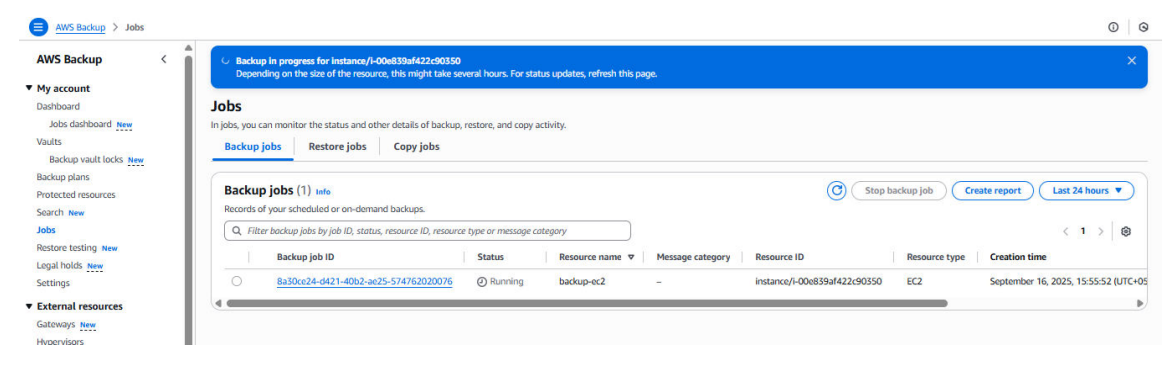 AWS Backup > Jobs
AWS Backup
My account
Dashboard
Jobs dashboard New
Vaults
Backup vault locks New
Backup plans
Protected resources
Search New
Jobs
Restore testing New
Legal holds New
Settings
External resources
Gateways New
Hypervisors
Backup in progress for instance/i-00e839af422c90350
Depending on the size of the resource, this might take several hours. For status updates, refresh this page.
Jobs
In jobs, you can monitor the status and other details of backup, restore, and copy activity.
Backup jobs Restore jobs Copy jobs
Backup jobs (1) Info Stop backup job Create report Last 24 hours
Records of your scheduled or on-demand backups.
Filter backup jobs by job ID, status, resource ID, resource type or message category < 1 >
Backup job ID Status Resource name Message category Resource ID Resource type Creation time
8a30ce24-d421-40b2-ae25-574762020076 Running backup-ec2 – instance/i-00e839af422c90350 EC2 September 16, 2025, 15:55:52 (UTC+05